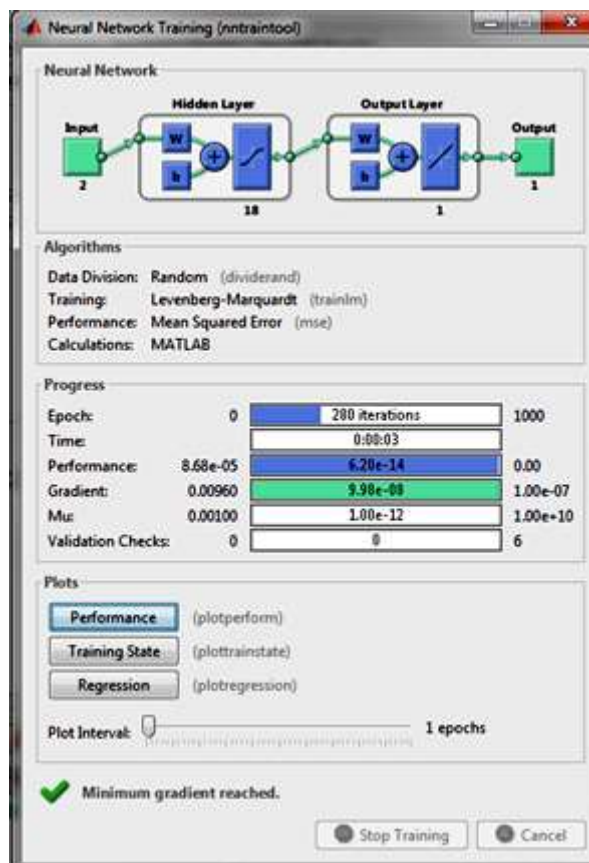 Neural Network Training (nntraintool)
Neural Network
Hidden Layer
Output Layer
Input
Output
W
b
W
b
2
18
1
1
Algorithms
Data Division: Random (dividerand)
Training: Levenberg-Marquardt (trainlm)
Performance: Mean Squared Error (mse)
Calculations: MATLAB
Progress
Epoch: 0 280 iterations 1000
Time: 0:00:03
Performance: 8.68e-05 6.20e-14 0.00
Gradient: 0.00960 9.98e-08 1.00e-07
Mu: 0.00100 1.00e-12 1.00e+10
Validation Checks: 0 0 6
Plots
Performance (plotperform)
Training State (plottrainstate)
Regression (plotregression)
Plot Interval: 1 epochs
Minimum gradient reached.
Stop Training Cancel